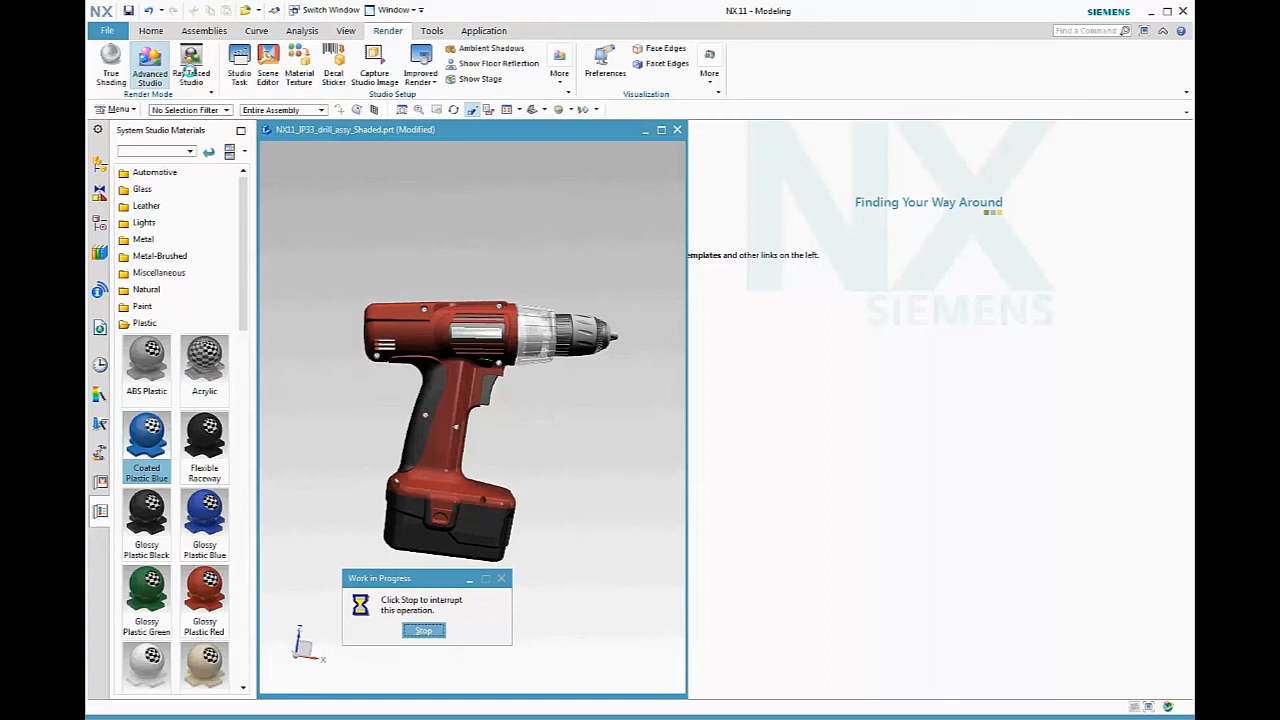 NX
Switch Window
Window
NX 11 - Modeling
SIEMENS
File
Home
Assemblies
Curve
Analysis
View
Render
Tools
Application
Find a Command
True Shading
Advanced Studio
Studio
Render Mode
Studio Task
Scene Editor
Material Texture
Decal Sticker
Capture Studio Image
Improved Render
Ambient Shadows
Show Floor Reflection
Show Stage
More
Studio Setup
Preferences
Face Edges
Facet Edges
More
Visualization
Menu
No Selection Filter
Entire Assembly
System Studio Materials
Automotive
Glass
Leather
Lights
Metal
Metal-Brushed
Miscellaneous
Natural
Paint
Plastic
ABS Plastic
Acrylic
Coated Plastic Blue
Flexible Raceway
Glossy Plastic Black
Glossy Plastic Blue
Glossy Plastic Green
Glossy Plastic Red
NX11_JP33_drill_assy_Shaded.prt (Modified)
Work in Progress
Click Stop to interrupt
this operation.
Stop
Z
X
NX
SIEMENS
Finding Your Way Around
emplates and other links on the left.